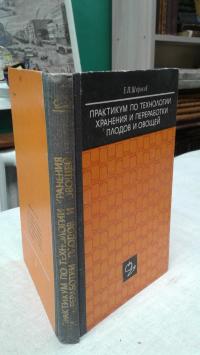 Е.П.Широков
ПРАКТИКУМ ПО ТЕХНОЛОГИИ
ХРАНЕНИЯ И ПЕРЕРАБОТКИ
ПЛОДОВ И ОВОЩЕЙ
ПРАКТИКУМ ПО ТЕХНОЛОГИИ ХРАНЕНИЯ
И ПЕРЕРАБОТКИ ПЛОДОВ И ОВОЩЕЙ